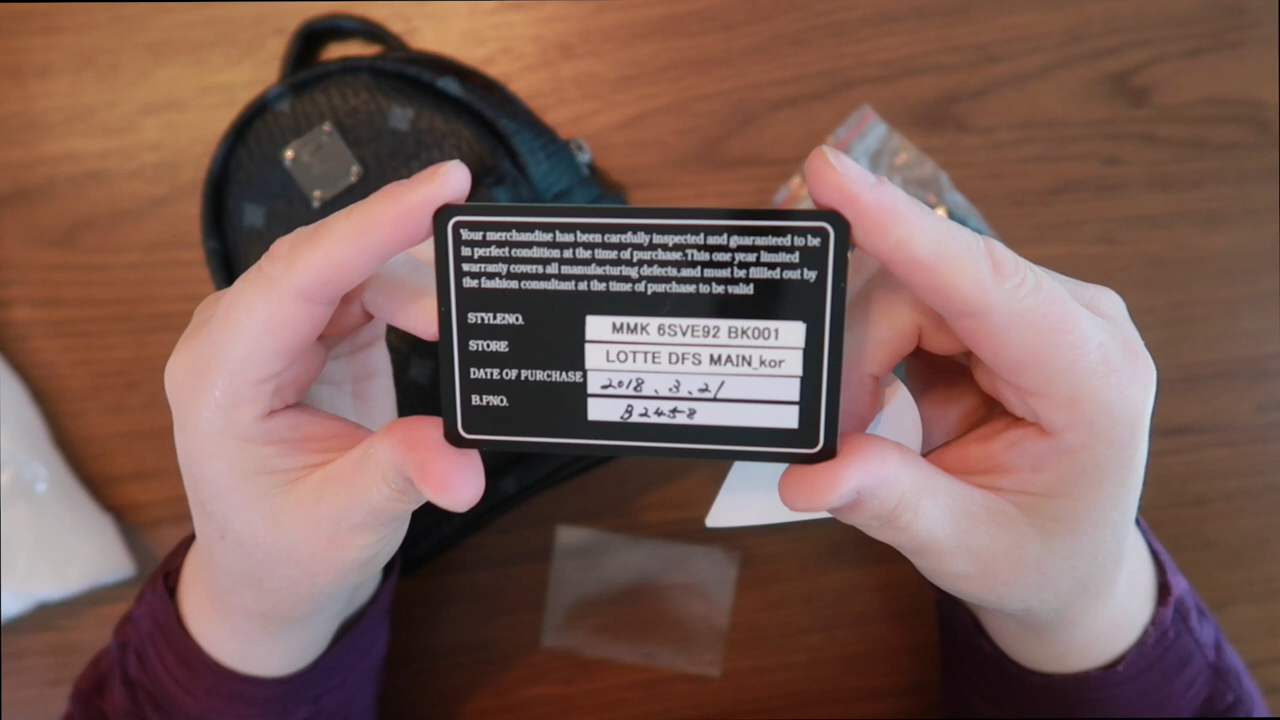 Your merchandise has been carefully inspected and guaranteed to be
in perfect condition at the time of purchase.This one year limited
warranty covers all manufacturing defects,and must be fillled out by
the fashion consultant at the time of purchase to be valid
STYLENO. MMK 6SVE92 BK001
STORE LOTTE DFS MAIN_kor
DATE OF PURCHASE 2018.3.21
B.PNO. B2458